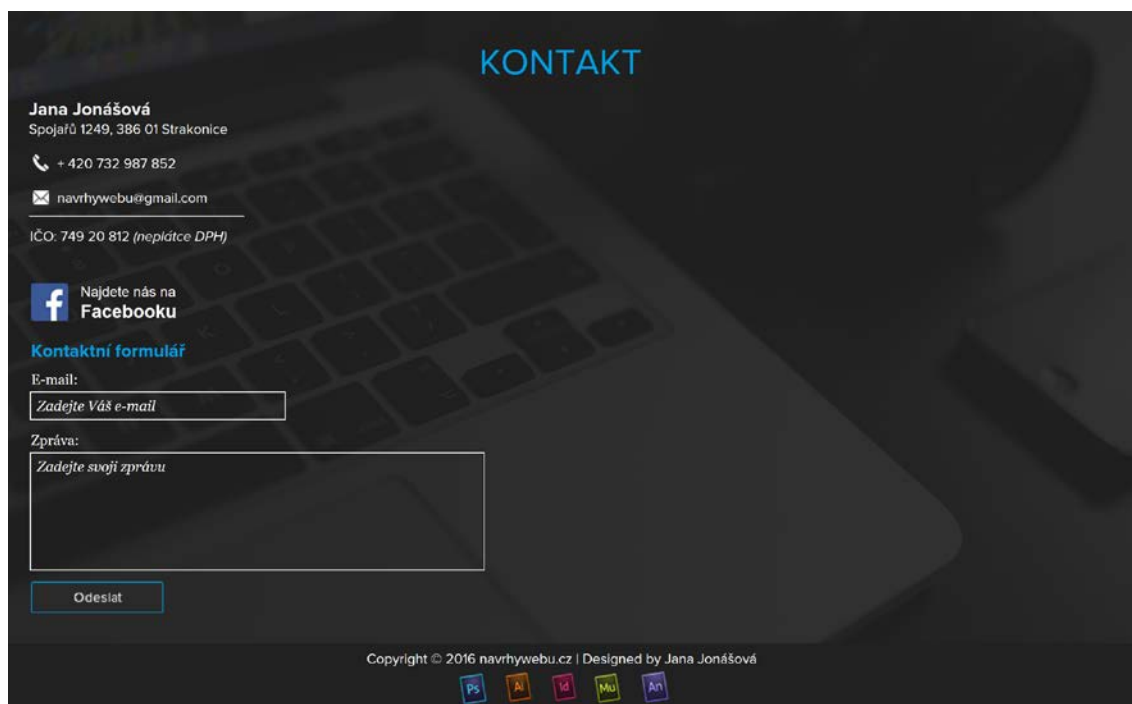 KONTAKT
Jana Jonášová
Spojařů 1249, 386 01 Strakonice
+ 420 732 987 852
navrhywebu@gmail.com
IČO: 749 20 812 (neplátce DPH)
f
Najdete nás na
Facebooku
Kontaktní formulář
E-mail:
Zadejte Váš e-mail
Zpráva:
Zadejte svoji zprávu
Odeslat
Copyright © 2016 navrhywebu.cz | Designed by Jana Jonášová
Ps Ai Id Mu An